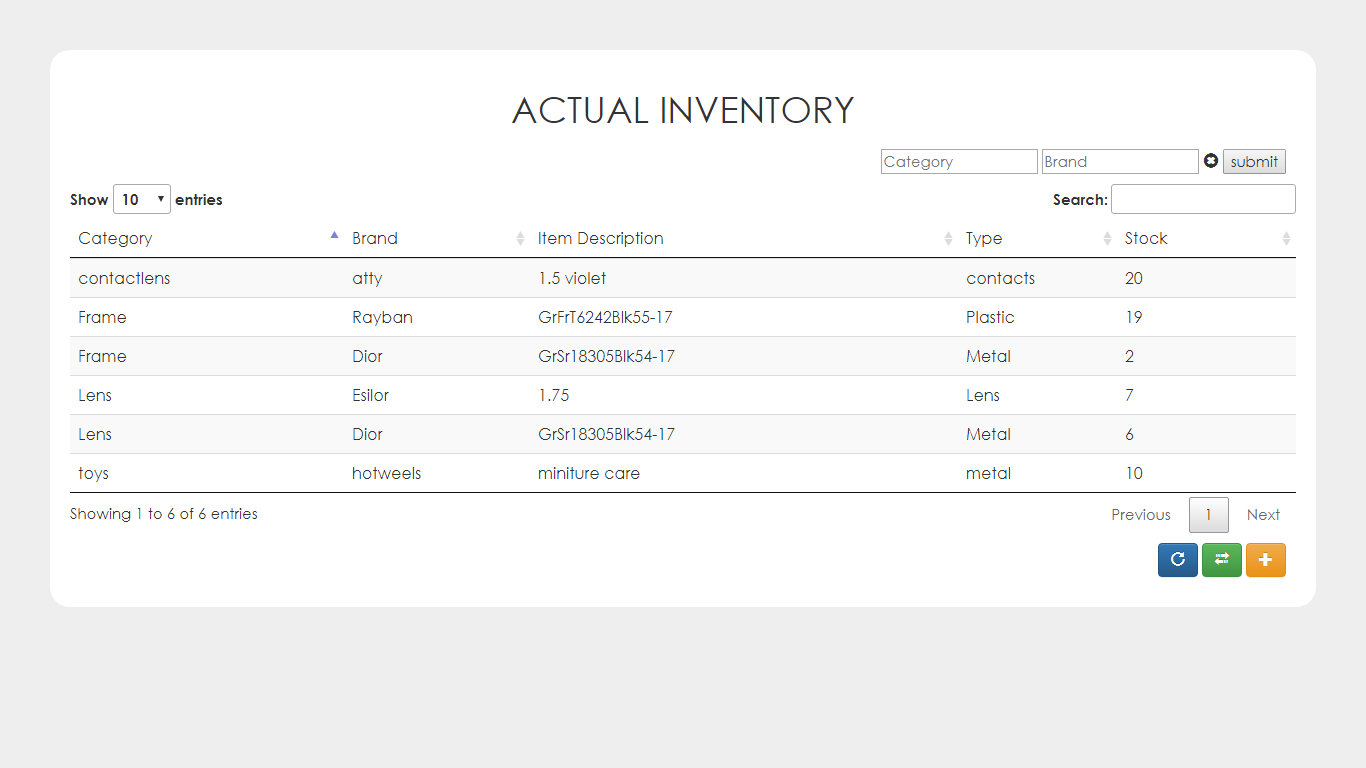 ACTUAL INVENTORY
Category Brand submit
Show 10 entries Search:
Category Brand Item Description Type Stock
contactlens atty 1.5 violet contacts 20
Frame Rayban GrFrT6242Blk55-17 Plastic 19
Frame Dior GrSr18305Blk54-17 Metal 2
Lens Esilor 1.75 Lens 7
Lens Dior GrSr18305Blk54-17 Metal 6
toys hotweels miniture care metal 10
Showing 1 to 6 of 6 entries Previous 1 Next